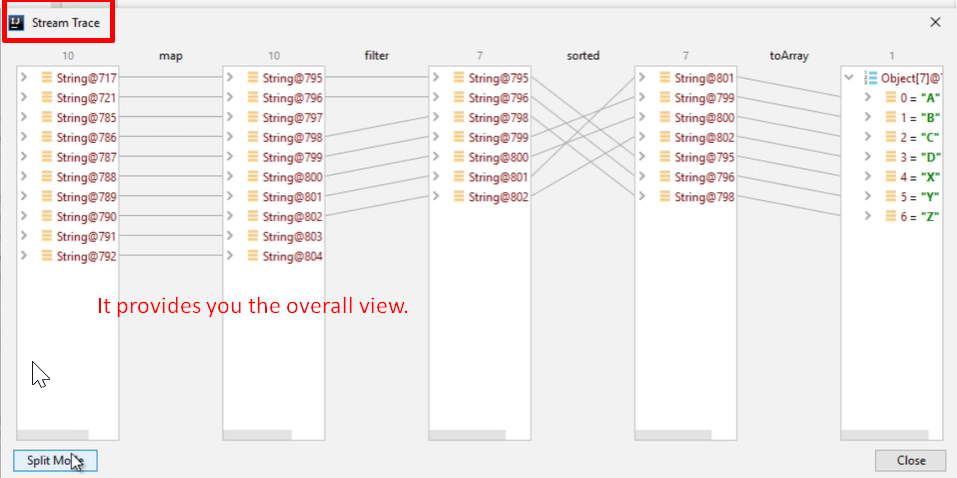 IJ Stream Trace
10 map 10 filter 7 sorted 7 toArray 1
String@717 String@795 String@795 String@801 Object[7]@
String@721 String@796 String@796 String@799 0 = "A"
String@785 String@797 String@798 String@800 1 = "B"
String@786 String@798 String@799 String@802 2 = "C"
String@787 String@799 String@800 String@795 3 = "D"
String@788 String@800 String@801 String@796 4 = "X"
String@789 String@801 String@802 String@798 5 = "Y"
String@790 String@802 6 = "Z"
String@791 String@803
String@792 String@804
It provides you the overall view.
Split Mode Close